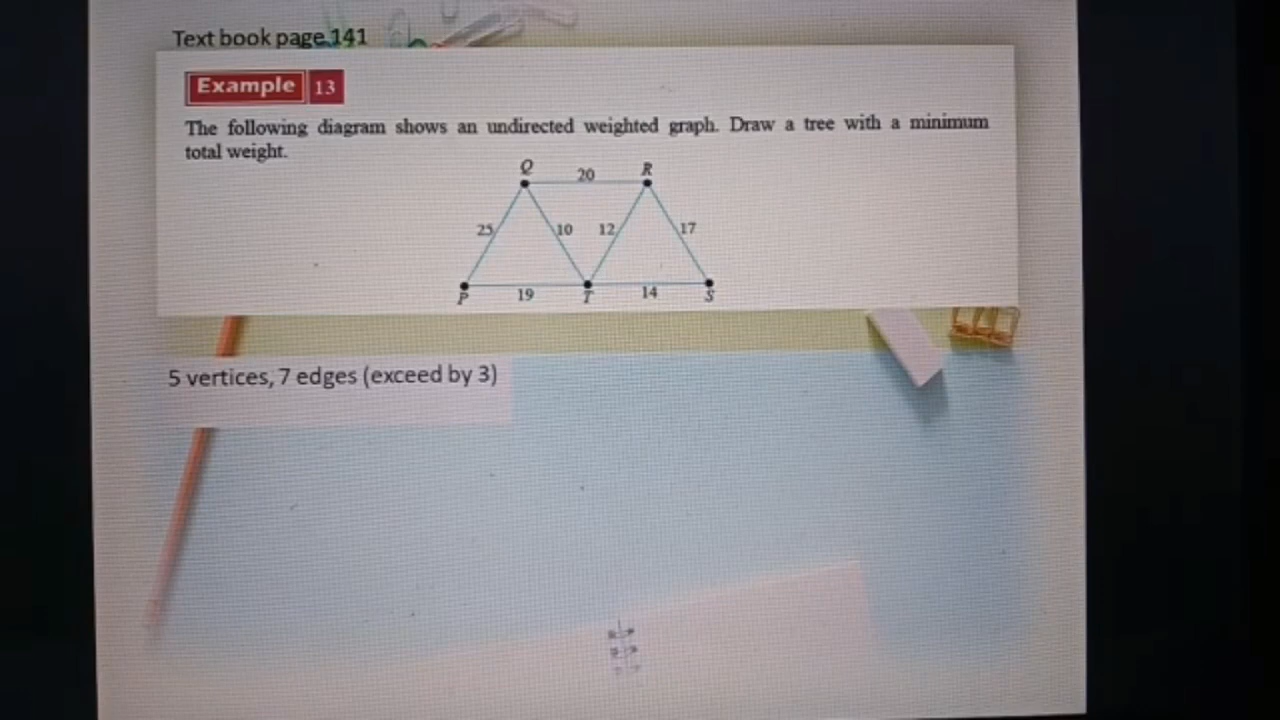 Text book page 141
Example 13
The following diagram shows an undirected weighted graph. Draw a tree with a minimum
total weight.
Q 20 R
25 10 12 17
P 19 T 14 S
5 vertices, 7 edges (exceed by 3)